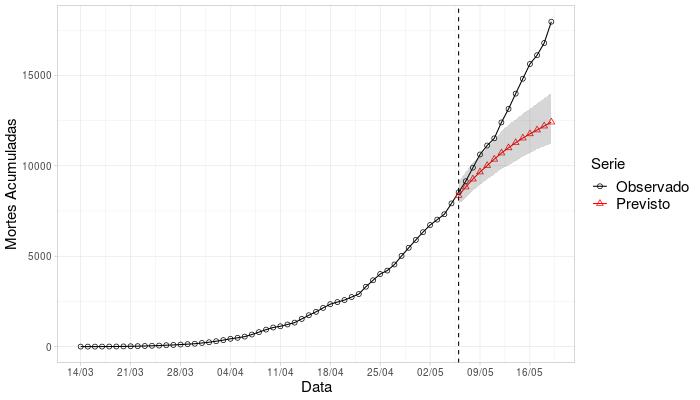 Mortes Acumuladas
15000
10000
5000
0
14/03 21/03 28/03 04/04 11/04 18/04 25/04 02/05 09/05 16/05
Data
Serie
Observado
Previsto